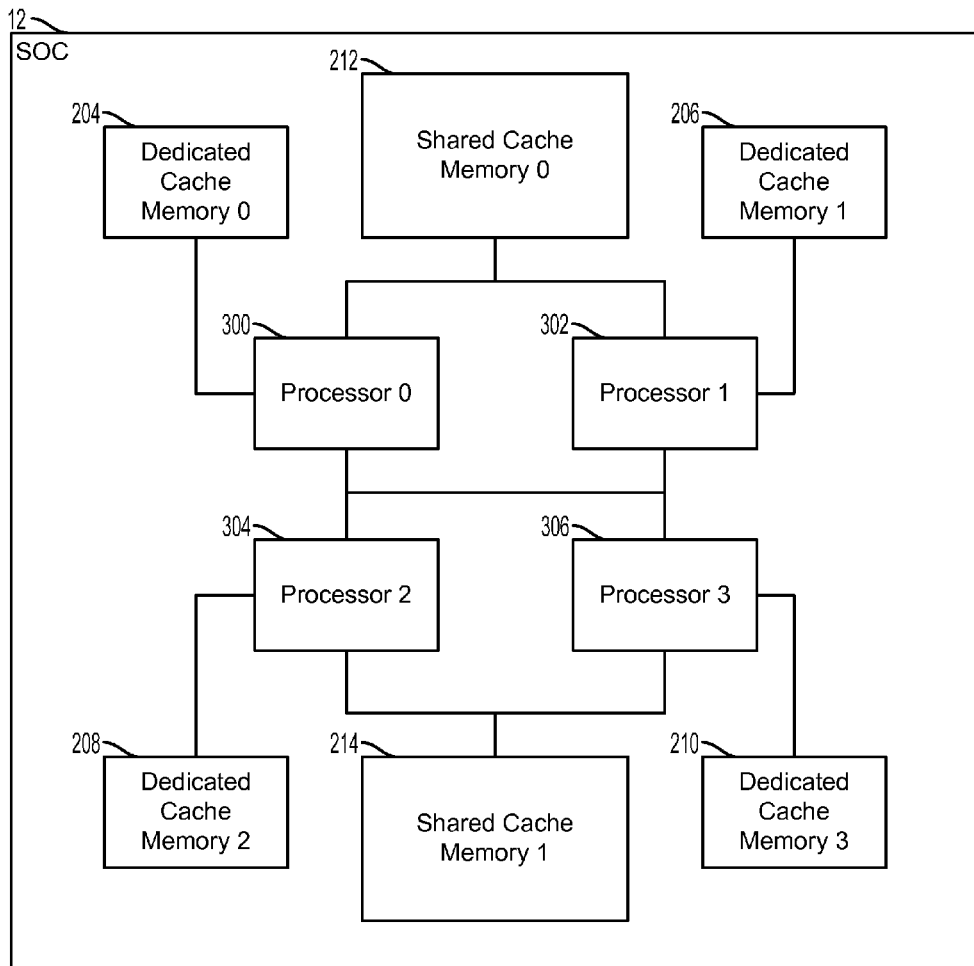 12
SOC
212
204
206
Shared Cache
Memory 0
Dedicated
Cache
Memory 0
Dedicated
Cache
Memory 1
300
302
Processor 0
Processor 1
304
306
Processor 2
Processor 3
208
214
210
Dedicated
Cache
Memory 2
Shared Cache
Memory 1
Dedicated
Cache
Memory 3